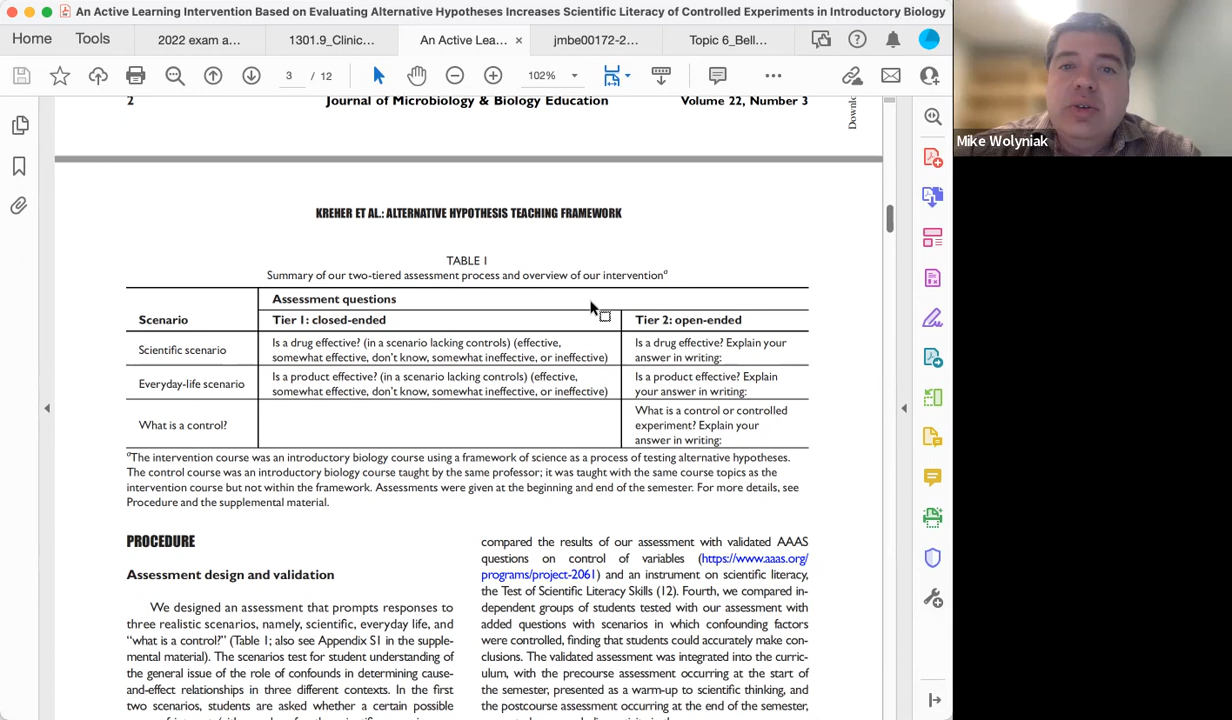 An Active Learning Intervention Based on Evaluating Alternative Hypotheses Increases Scientific Literacy of Controlled Experiments in Introductory Biology
Home
Tools
2022 exam a...
1301.9_Clinic...
An Active Lea... ×
jmbe00172-2...
Topic 6_Bell...
3 / 12
102%
2
Journal of Microbiology & Biology Education
Volume 22, Number 3
Downlo
Mike Wolyniak
KREHER ET AL.: ALTERNATIVE HYPOTHESIS TEACHING FRAMEWORK
TABLE 1
Summary of our two-tiered assessment process and overview of our interventionᵃ
Assessment questions
Scenario
Tier 1: closed-ended
Tier 2: open-ended
Scientific scenario
Is a drug effective? (in a scenario lacking controls) (effective,
somewhat effective, don't know, somewhat ineffective, or ineffective)
Is a drug effective? Explain your
answer in writing:
Everyday-life scenario
Is a product effective? (in a scenario lacking controls) (effective,
somewhat effective, don't know, somewhat ineffective, or ineffective)
Is a product effective? Explain
your answer in writing:
What is a control?
What is a control or controlled
experiment? Explain your
answer in writing:
ᵃThe intervention course was an introductory biology course using a framework of science as a process of testing alternative hypotheses.
The control course was an introductory biology course taught by the same professor; it was taught with the same course topics as the
intervention course but not within the framework. Assessments were given at the beginning and end of the semester. For more details, see
Procedure and the supplemental material.
PROCEDURE
Assessment design and validation
We designed an assessment that prompts responses to
three realistic scenarios, namely, scientific, everyday life, and
"what is a control?" (Table 1; also see Appendix S1 in the supple-
mental material). The scenarios test for student understanding of
the general issue of the role of confounds in determining cause-
and-effect relationships in three different contexts. In the first
two scenarios, students are asked whether a certain possible
compared the results of our assessment with validated AAAS
questions on control of variables (https://www.aaas.org/
programs/project-2061) and an instrument on scientific literacy,
the Test of Scientific Literacy Skills (12). Fourth, we compared in-
dependent groups of students tested with our assessment with
added questions with scenarios in which confounding factors
were controlled, finding that students could accurately make con-
clusions. The validated assessment was integrated into the curric-
ulum, with the precourse assessment occurring at the start of
the semester, presented as a warm-up to scientific thinking, and
the postcourse assessment occurring at the end of the semester,